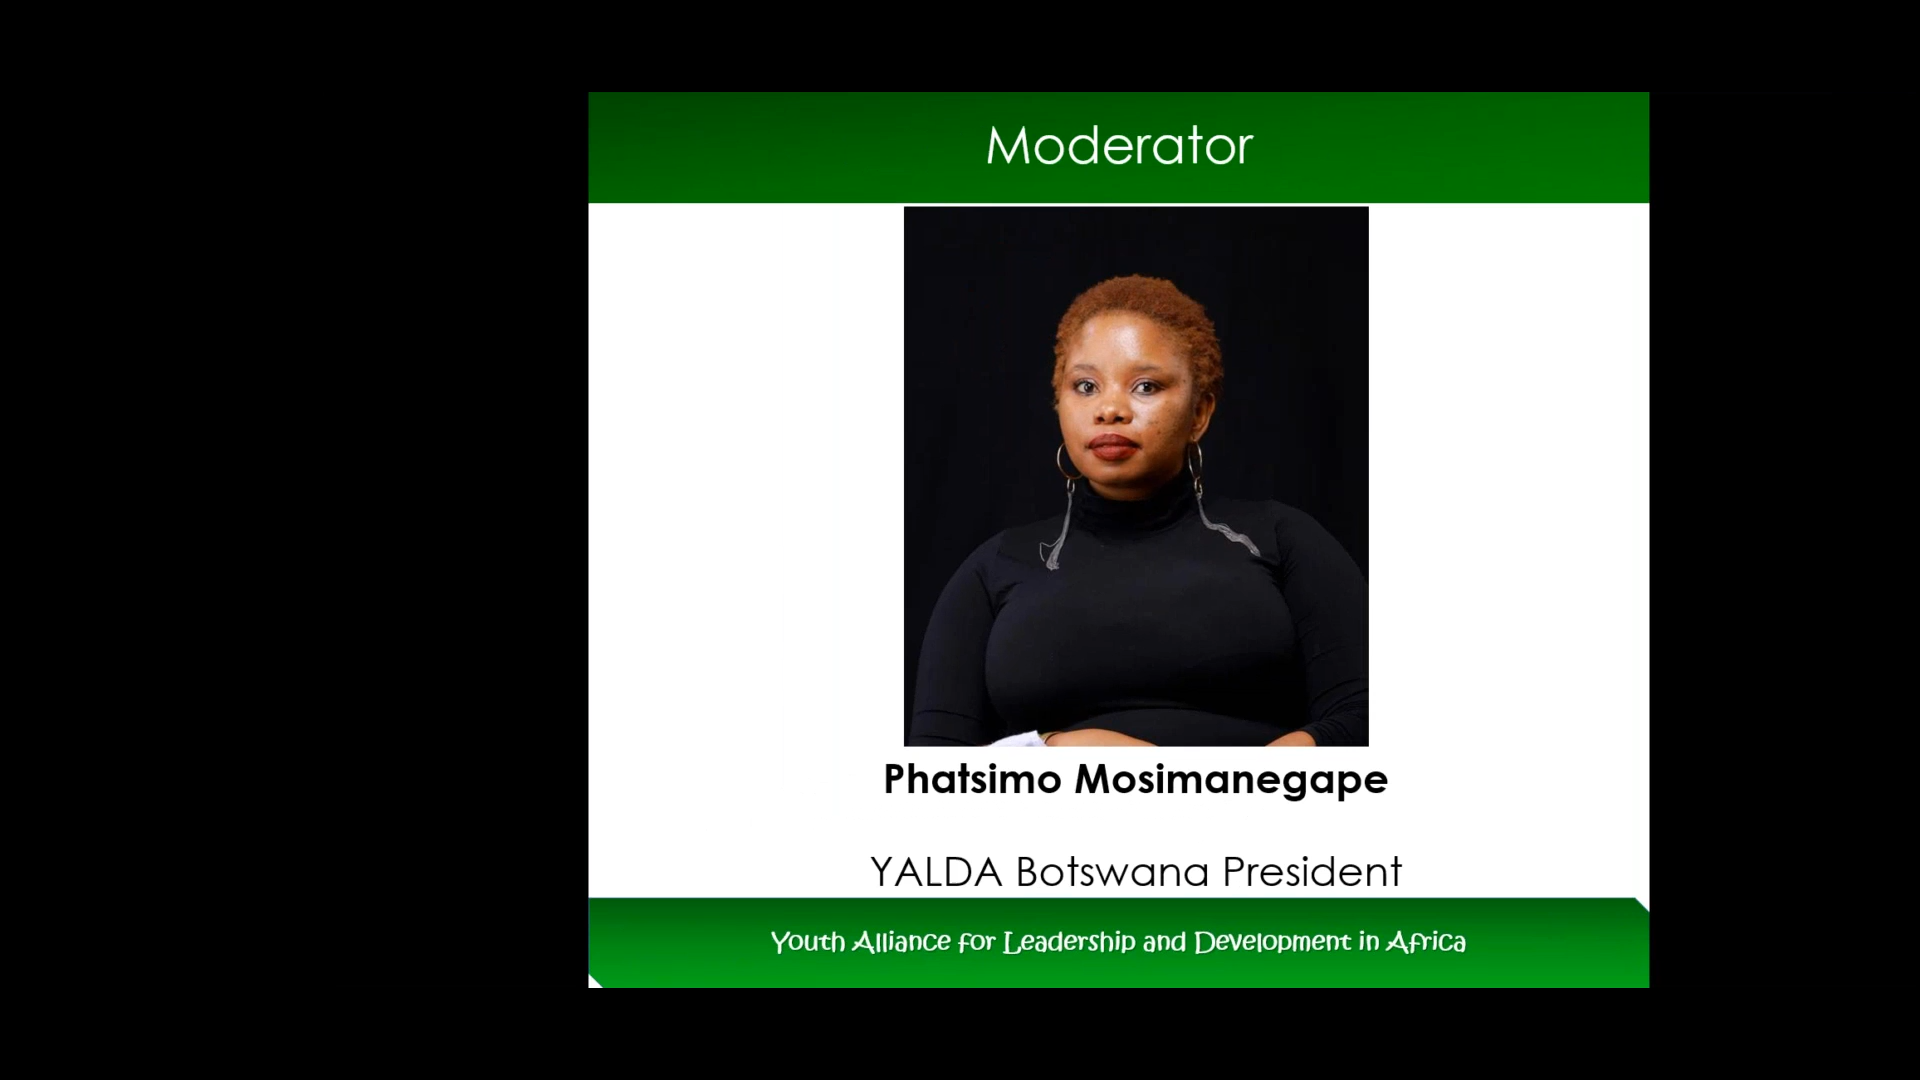 Moderator
Phatsimo Mosimanegape
YALDA Botswana President
Youth Alliance for Leadership and Development in Africa